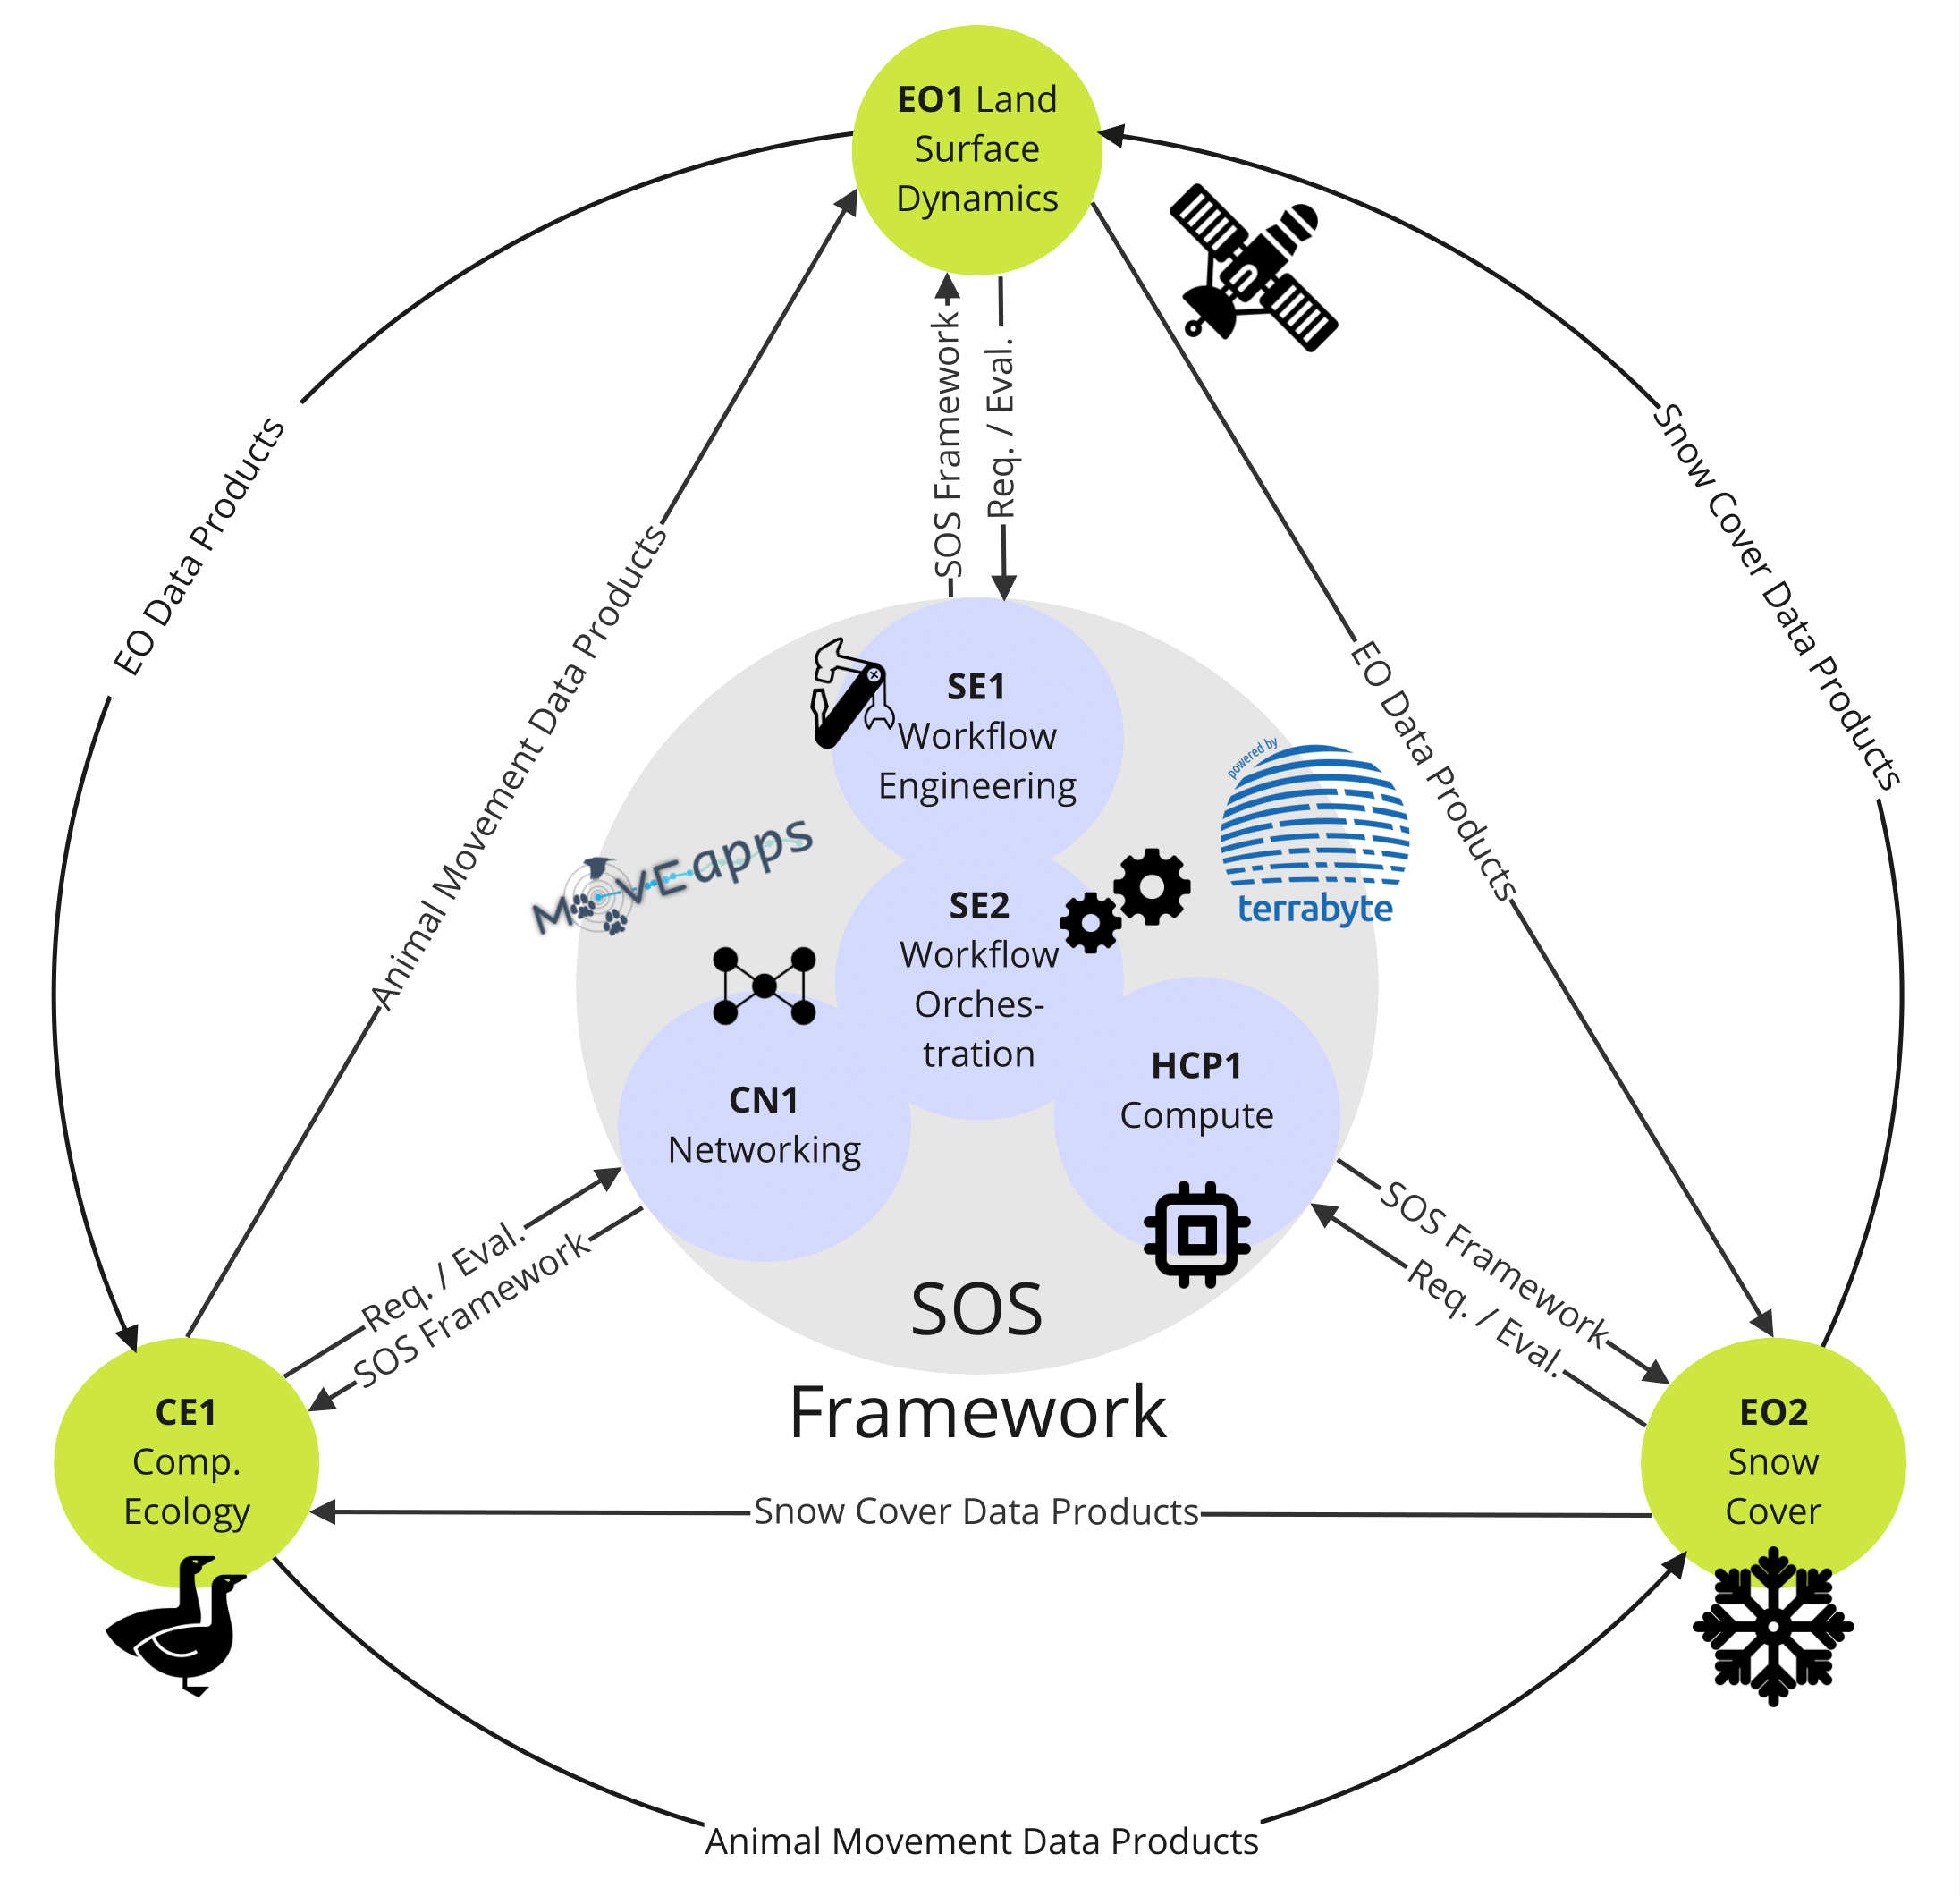 EO1 Land
Surface
Dynamics
EO Data Products
Animal Movement Data Products
SOS Framework
Req. / Eval.
EO Data Products
Snow Cover Data Products
SE1
Workflow
Engineering
MOVEapps
powered by
terrabyte
SE2
Workflow
Orches-
tration
CN1
Networking
HCP1
Compute
Req. / Eval.
SOS Framework
SOS Framework
Req. / Eval.
SOS
Framework
CE1
Comp.
Ecology
EO2
Snow
Cover
Snow Cover Data Products
Animal Movement Data Products